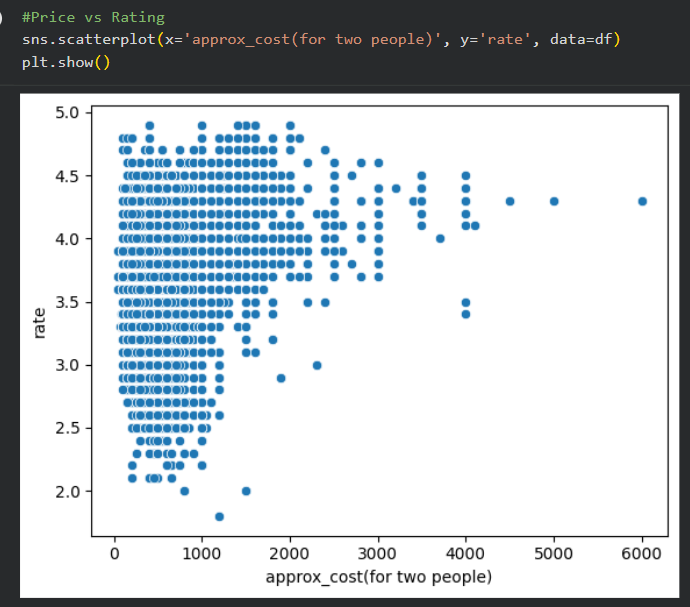 #Price vs Rating
sns.scatterplot(x='approx_cost(for two people)', y='rate', data=df)
plt.show()
5.0
4.5
4.0
3.5
3.0
2.5
2.0
rate
0 1000 2000 3000 4000 5000 6000
approx_cost(for two people)